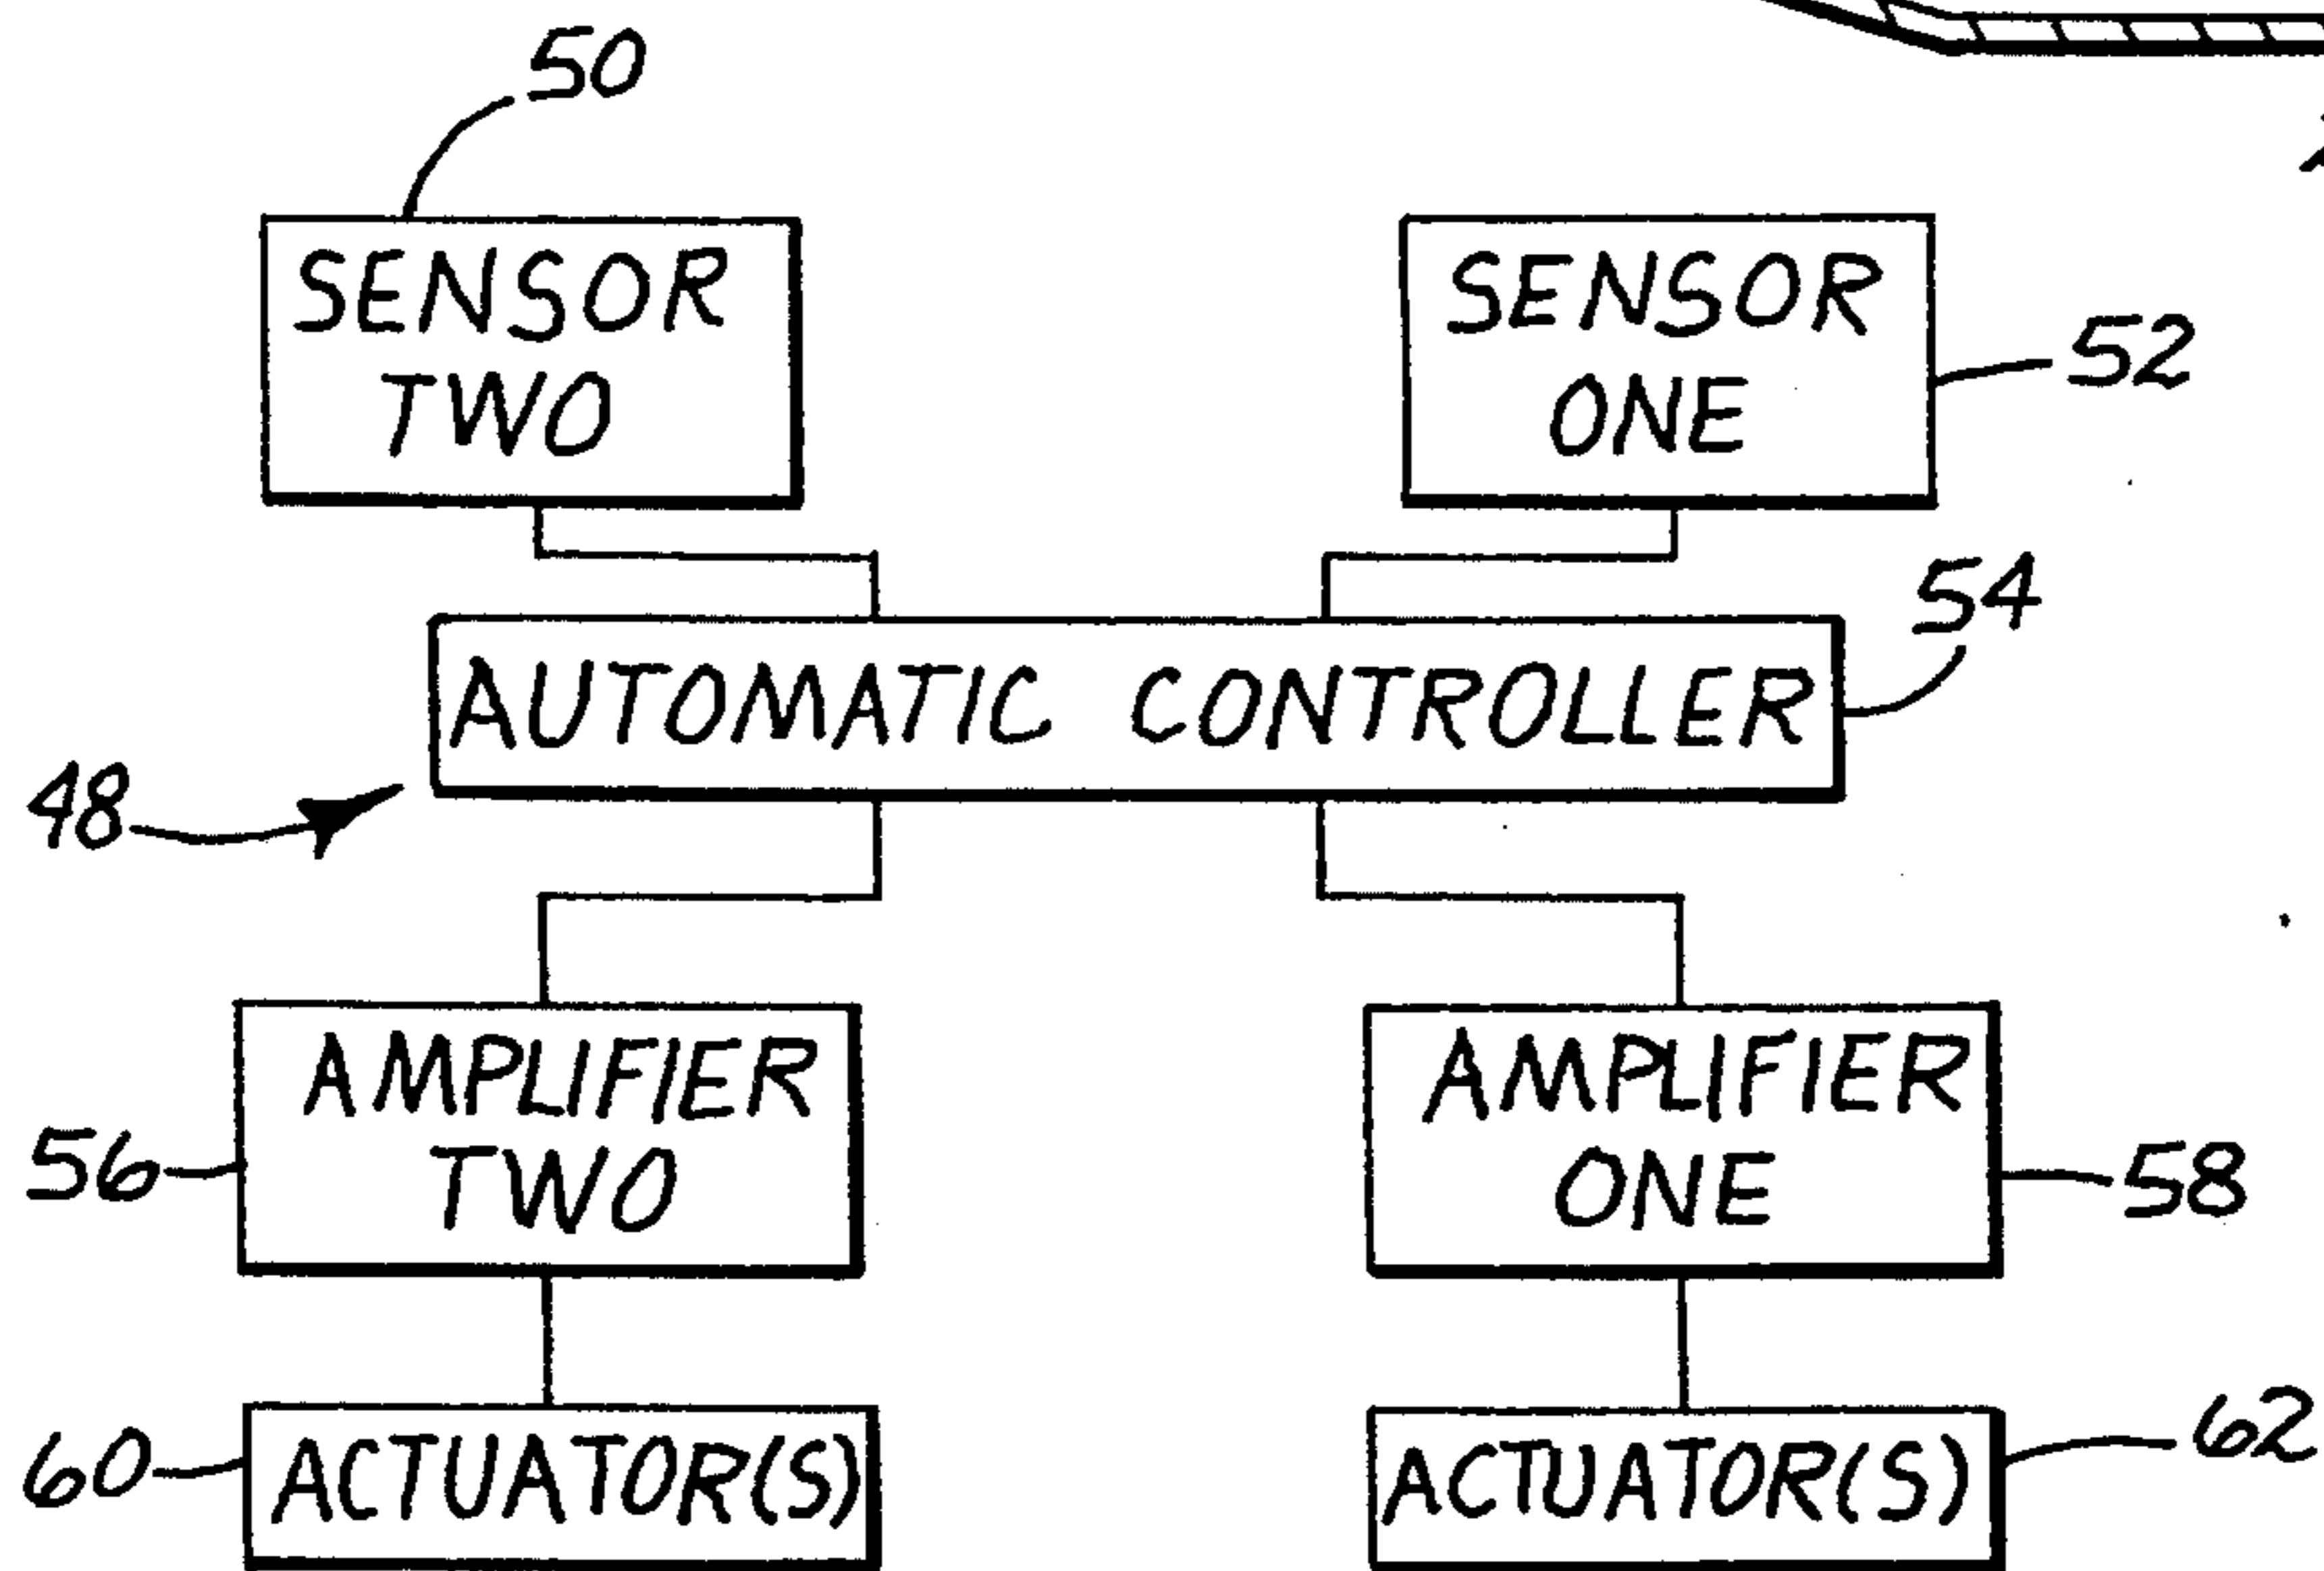 50
SENSOR
TWO
SENSOR
ONE
52
54
AUTOMATIC CONTROLLER
48
AMPLIFIER
TWO
56
AMPLIFIER
ONE
58
60
ACTUATOR(S)
ACTUATOR(S)
62